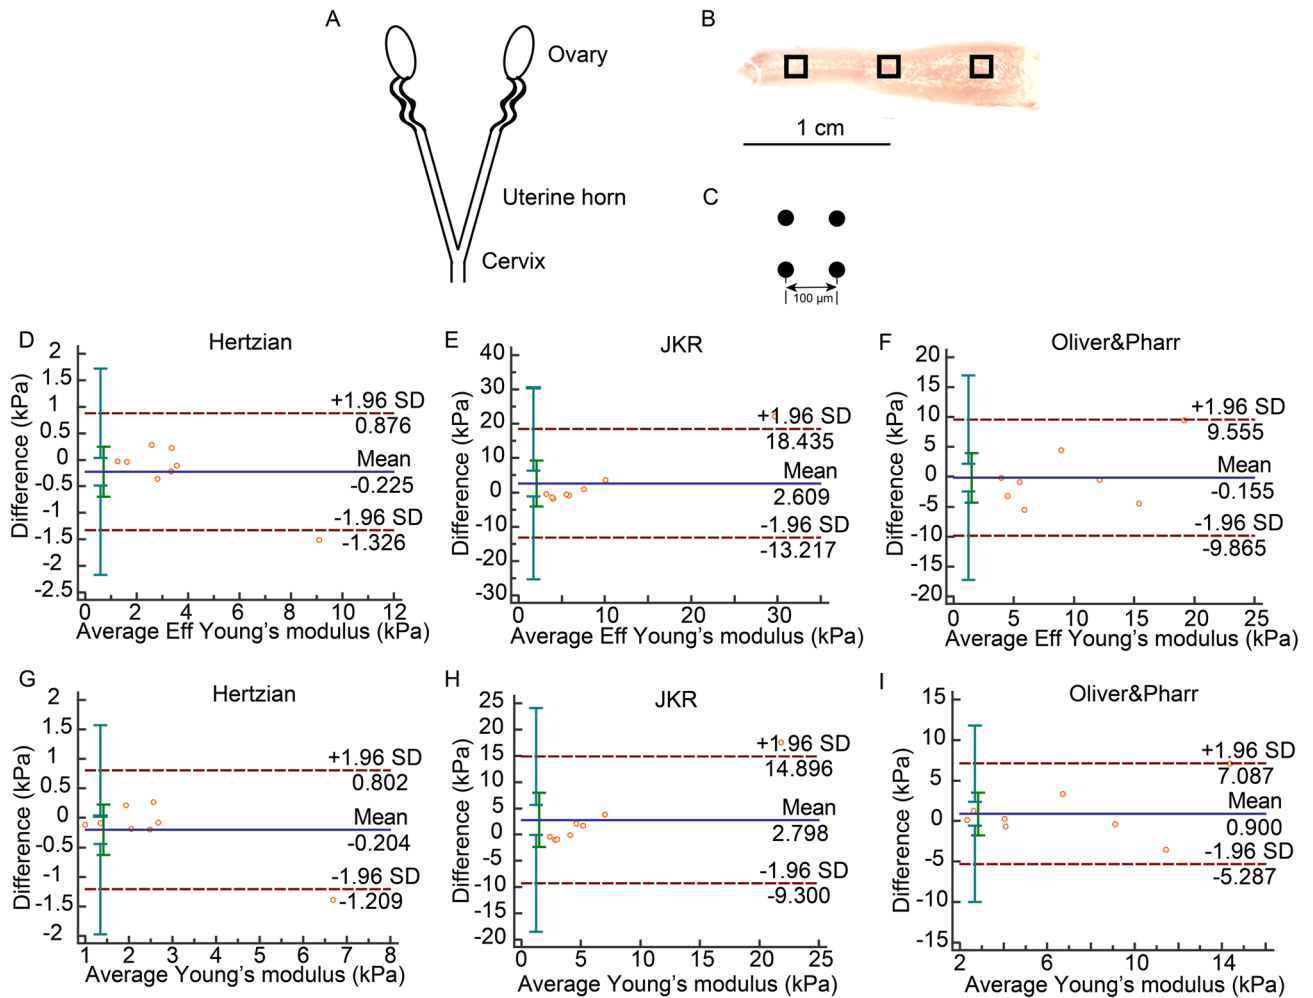 A
Ovary
Uterine horn
Cervix
B
1 cm
C
100 µm
D
Hertzian
2
1.5
1
0.5
0
-0.5
-1
-1.5
-2
-2.5
Difference (kPa)
+1.96 SD
0.876
Mean
-0.225
-1.96 SD
-1.326
0 2 4 6 8 10 12
Average Eff Young's modulus (kPa)
E
JKR
40
30
20
10
0
-10
-20
-30
Difference (kPa)
+1.96 SD
18.435
Mean
2.609
-1.96 SD
-13.217
0 10 20 30
Average Eff Young's modulus (kPa)
F
Oliver&Pharr
20
15
10
5
0
-5
-10
-15
-20
Difference (kPa)
+1.96 SD
9.555
Mean
-0.155
-1.96 SD
-9.865
0 5 10 15 20 25
Average Eff Young's modulus (kPa)
G
Hertzian
2
1.5
1
0.5
0
-0.5
-1
-1.5
-2
Difference (kPa)
+1.96 SD
0.802
Mean
-0.204
-1.96 SD
-1.209
1 2 3 4 5 6 7 8
Average Young's modulus (kPa)
H
JKR
25
20
15
10
5
0
-5
-10
-15
-20
Difference (kPa)
+1.96 SD
14.896
Mean
2.798
-1.96 SD
-9.300
0 5 10 15 20 25
Average Young's modulus (kPa)
I
Oliver&Pharr
15
10
5
0
-5
-10
-15
Difference (kPa)
+1.96 SD
7.087
Mean
0.900
-1.96 SD
-5.287
2 6 10 14
Average Young's modulus (kPa)